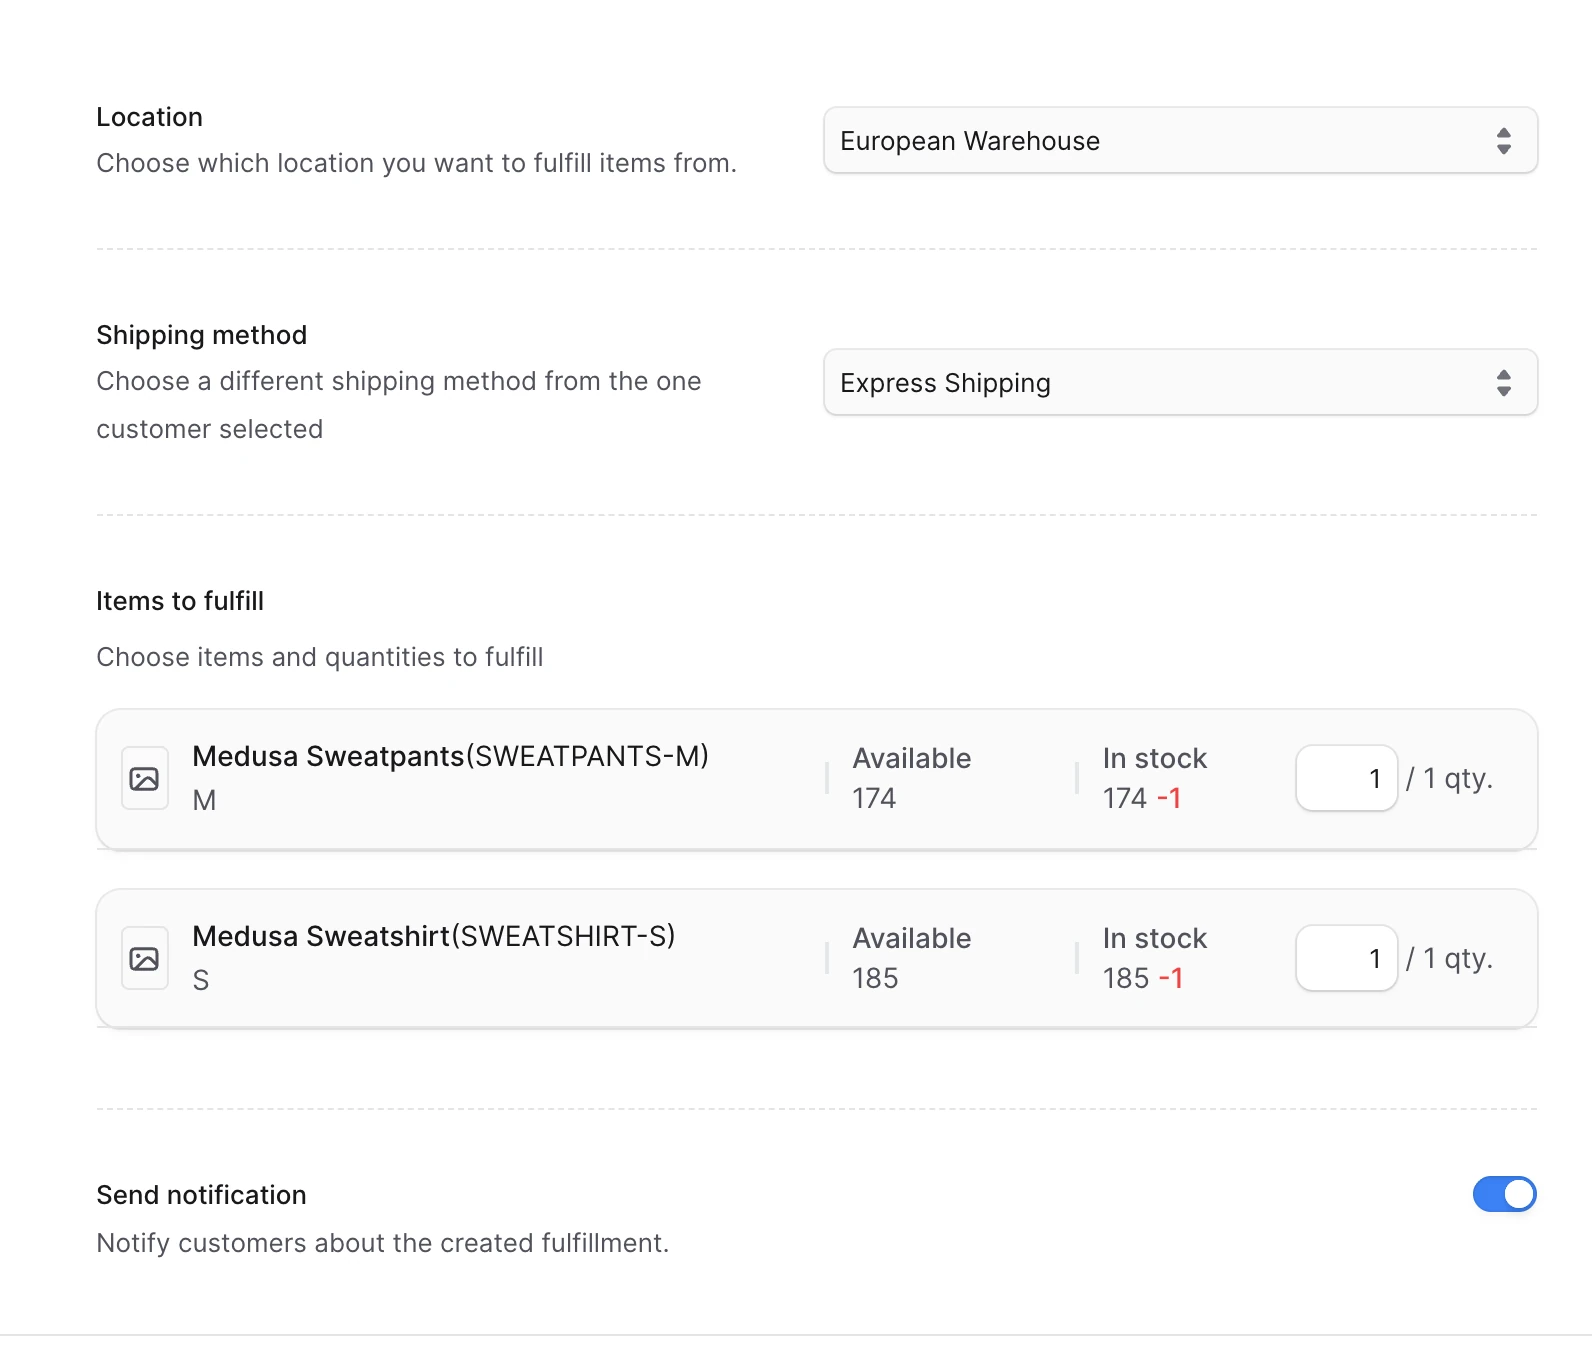 Location
Choose which location you want to fulfill items from.
European Warehouse
Shipping method
Choose a different shipping method from the one
customer selected
Express Shipping
Items to fulfill
Choose items and quantities to fulfill
Medusa Sweatpants(SWEATPANTS-M)
M
Available
174
In stock
174 -1
1 / 1 qty.
Medusa Sweatshirt(SWEATSHIRT-S)
S
Available
185
In stock
185 -1
1 / 1 qty.
Send notification
Notify customers about the created fulfillment.